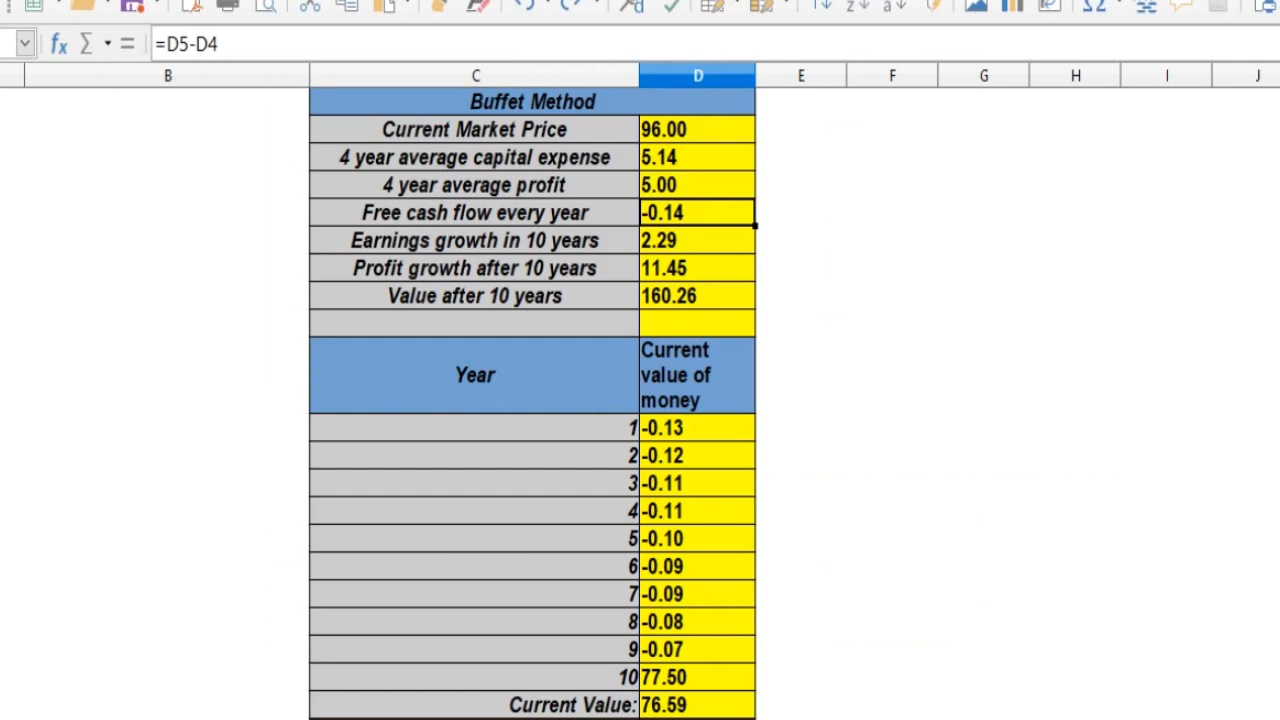 =D5-D4
B C D E F G H I J
Buffet Method
Current Market Price 96.00
4 year average capital expense 5.14
4 year average profit 5.00
Free cash flow every year -0.14
Earnings growth in 10 years 2.29
Profit growth after 10 years 11.45
Value after 10 years 160.26
Year Current
value of
money
1 -0.13
2 -0.12
3 -0.11
4 -0.11
5 -0.10
6 -0.09
7 -0.09
8 -0.08
9 -0.07
10 77.50
Current Value: 76.59